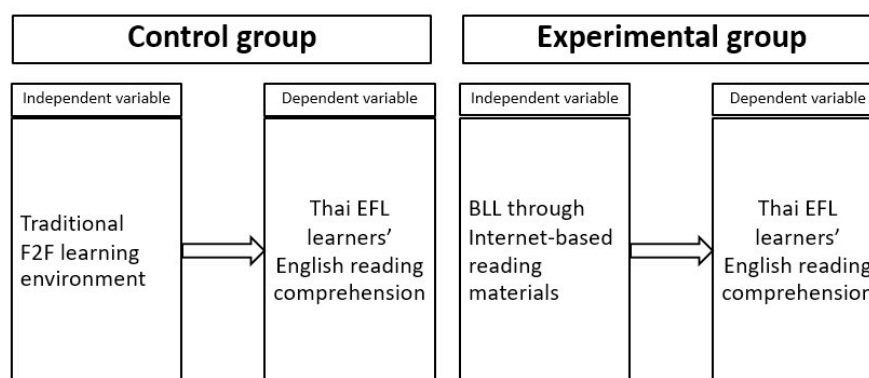 Control group
Independent variable
Dependent variable
Traditional
F2F learning
environment
Thai EFL
learners’
English reading
comprehension
Experimental group
Independent variable
Dependent variable
BLL through
Internet-based
reading
materials
Thai EFL
learners’
English reading
comprehension